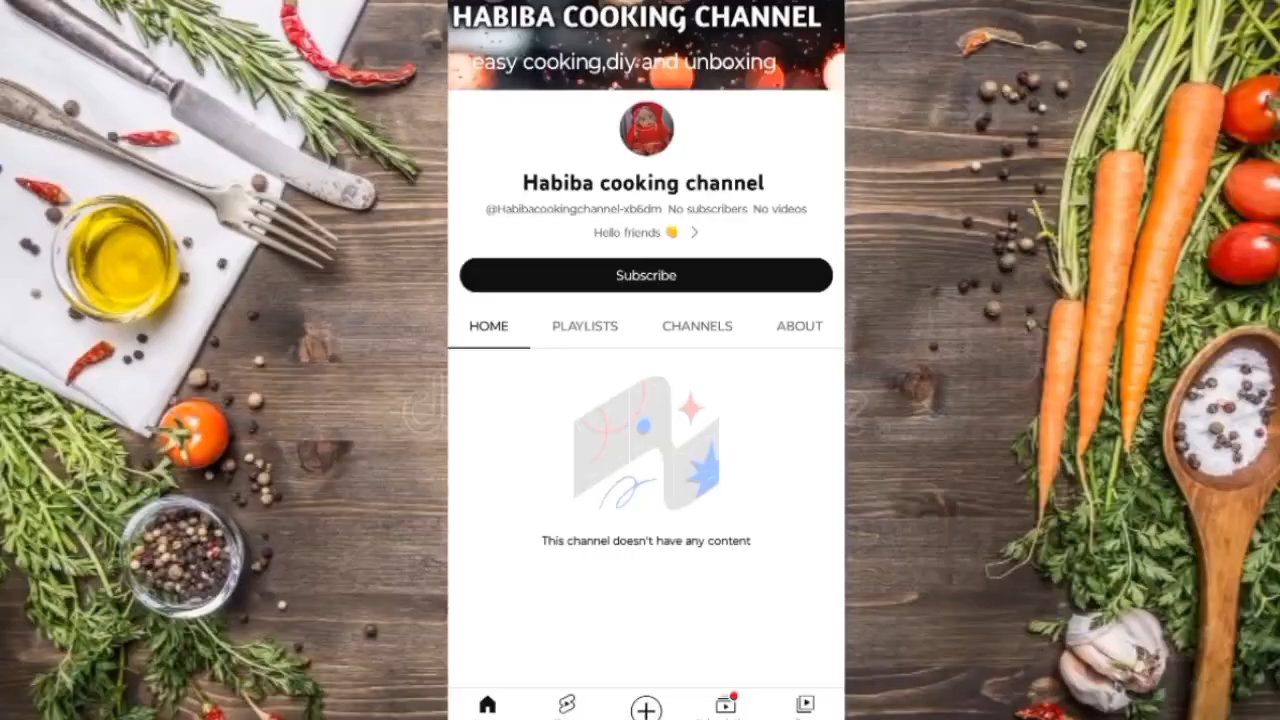 HABIBA COOKING CHANNEL
easy cooking,diy and unboxing
Habiba cooking channel
@Habibacookingchannel-xb6dm No subscribers No videos
Hello friends 👏 >
Subscribe
HOME PLAYLISTS CHANNELS ABOUT
This channel doesn't have any content